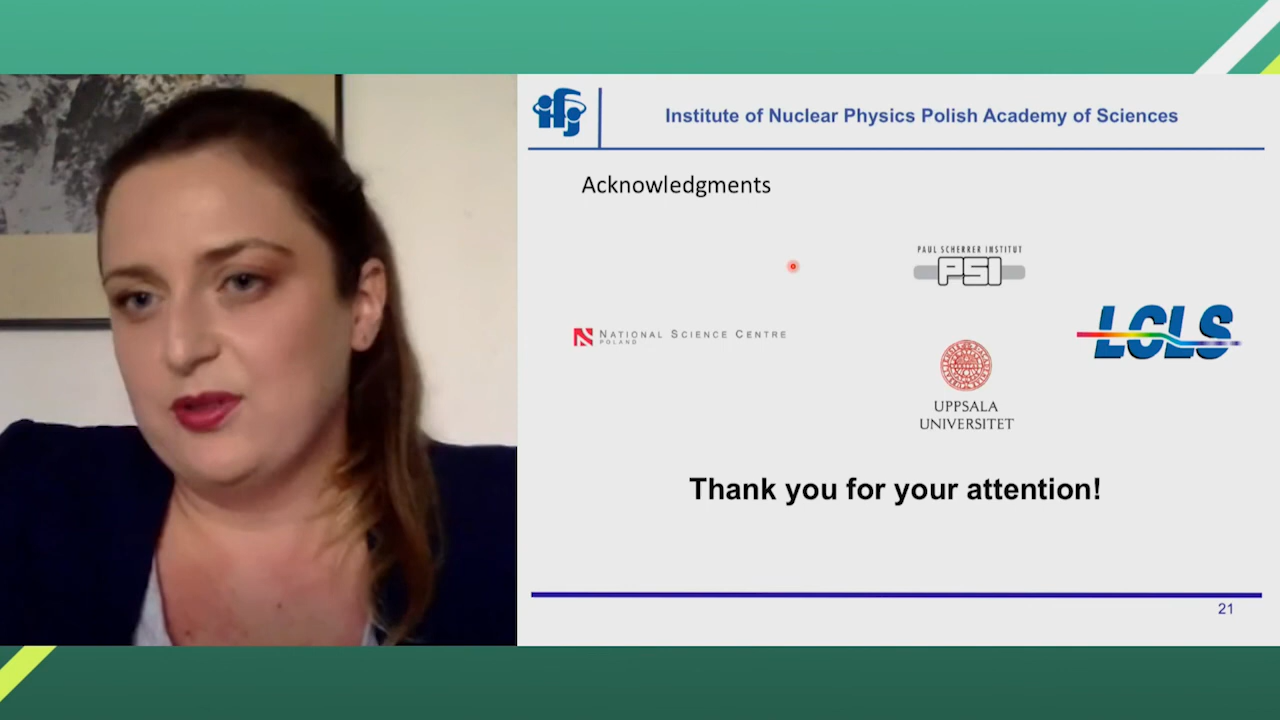 ifj
Institute of Nuclear Physics Polish Academy of Sciences
Acknowledgments
PAUL SCHERRER INSTITUT
PSI
NATIONAL SCIENCE CENTRE
POLAND
LCLS
UPPSALA
UNIVERSITET
Thank you for your attention!
21